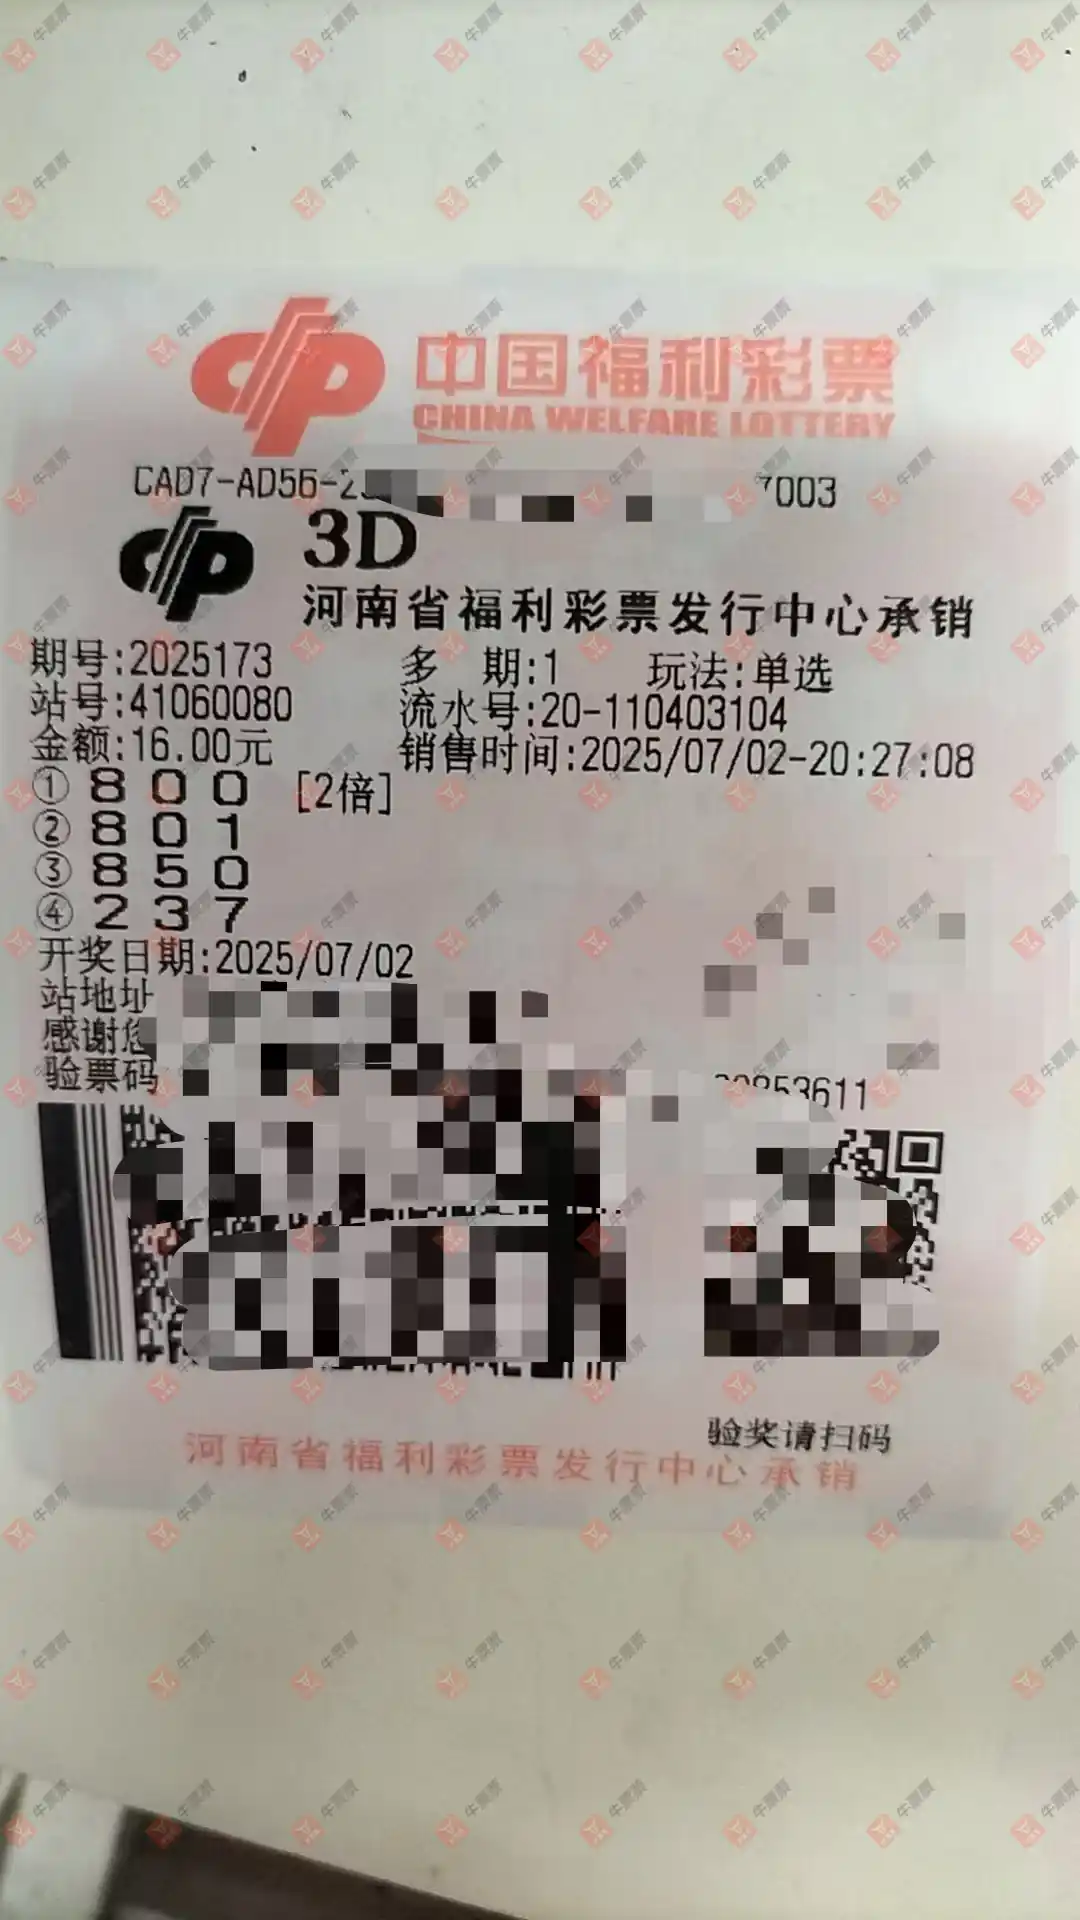 中国福利彩票
CHINA WELFARE LOTTERY
CAD7-AD56-2 7003
3D
河南省福利彩票发行中心承销
期号:2025173 多 期:1 玩法:单选
站号:41060080 流水号:20-110403104
金额:16.00元 销售时间:2025/07/02-20:27:08
① 8 0 0 [2倍]
② 8 0 1
③ 8 5 0
④ 2 3 7
开奖日期:2025/07/02
站地址
感谢您
验票码 53611
验奖请扫码
河南省福利彩票发行中心承销
牛票票